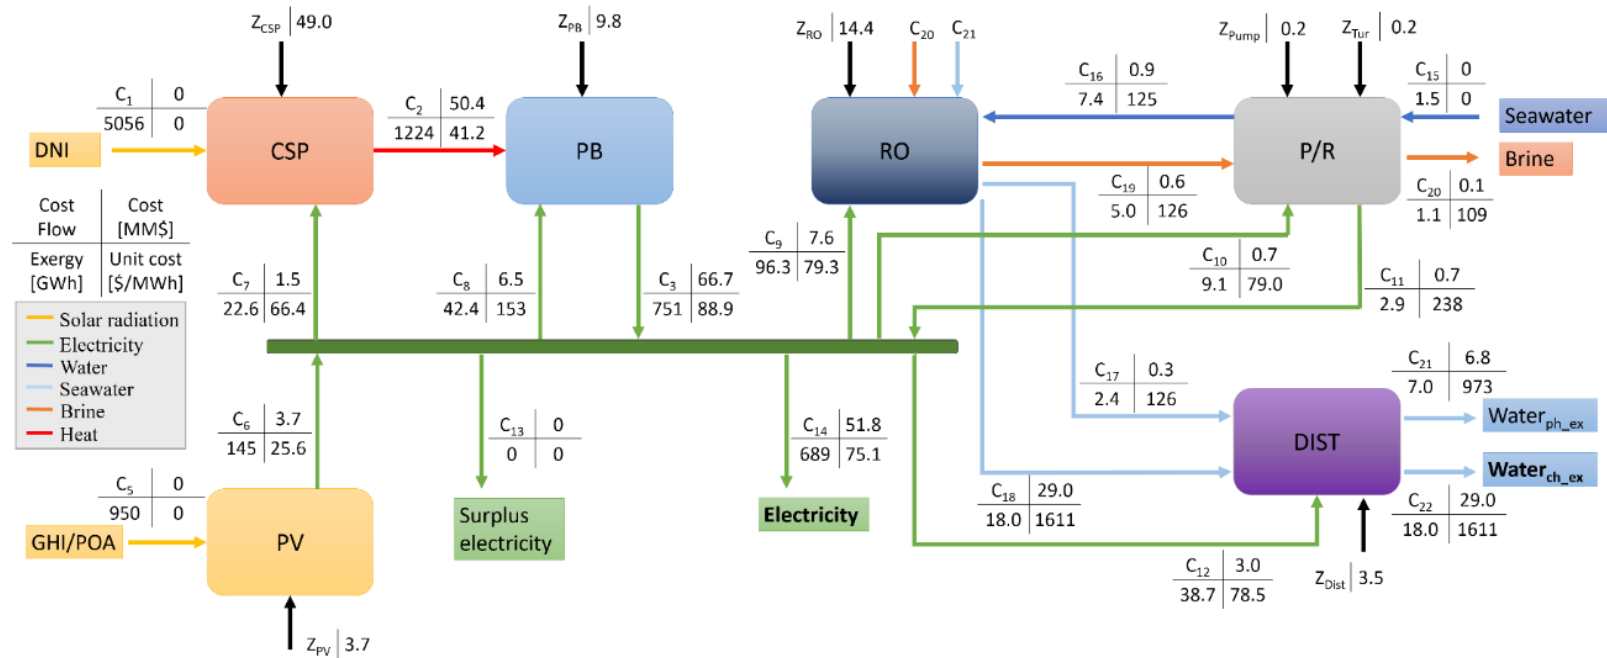 Z_CSP 49.0
Z_PB 9.8
Z_RO 14.4
C_20
C_21
Z_Pump 0.2
Z_Tur 0.2
C_1 0
5056 0
DNI
CSP
C_2 50.4
1224 41.2
PB
RO
C_16 0.9
7.4 125
P/R
C_15 0
1.5 0
Seawater
Brine
C_19 0.6
5.0 126
C_20 0.1
1.1 109
Cost Cost
Flow [MM$]
Exergy Unit cost
[GWh] [$/MWh]
Solar radiation
Electricity
Water
Seawater
Brine
Heat
C_7 1.5
22.6 66.4
C_8 6.5
42.4 153
C_3 66.7
751 88.9
C_9 7.6
96.3 79.3
C_10 0.7
9.1 79.0
C_11 0.7
2.9 238
C_6 3.7
145 25.6
C_13 0
0 0
C_14 51.8
689 75.1
C_17 0.3
2.4 126
C_21 6.8
7.0 973
Water_ph_ex
DIST
Water_ch_ex
C_22 29.0
18.0 1611
C_18 29.0
18.0 1611
C_5 0
950 0
GHI/POA
PV
Surplus
electricity
Electricity
C_12 3.0
38.7 78.5
Z_Dist 3.5
Z_PV 3.7